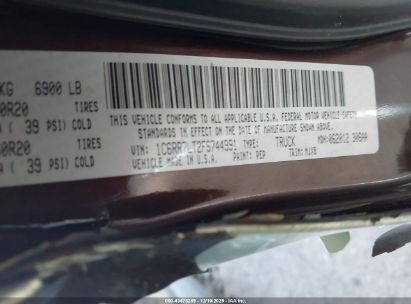 KG 6900 LB
0R20 TIRES
( 39 PSI) COLD
0R20 TIRES
( 39 PSI) COLD
THIS VEHICLE CONFORMS TO ALL APPLICABLE U.S.A. FEDERAL MOTOR VEHICLE SAFETY
STANDARDS IN EFFECT ON THE DATE OF MANUFACTURE SHOWN ABOVE.
VIN: TYPE: TRUCK MDH:
PAINT: PEP TRIM: MJX8